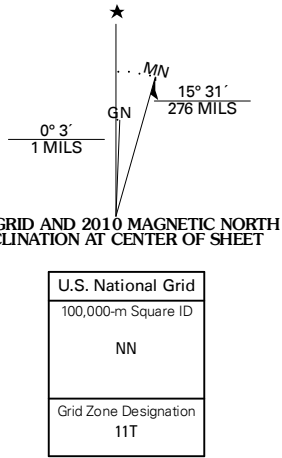 MN
15° 31´
276 MILS
GN
0° 3´
1 MILS
GRID AND 2010 MAGNETIC NORTH
CLINATION AT CENTER OF SHEET
U.S. National Grid
100,000-m Square ID
NN
Grid Zone Designation
11T